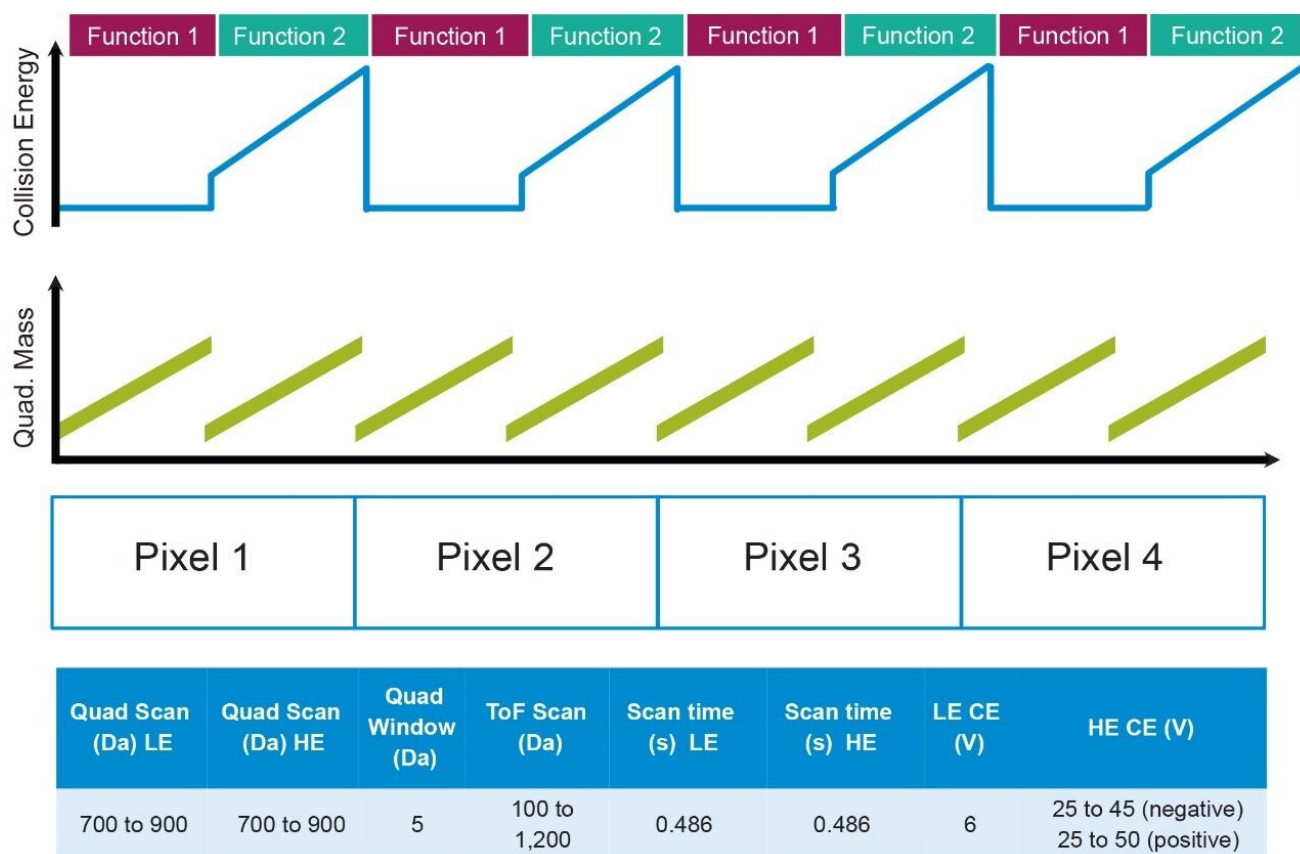 Function 1 Function 2 Function 1 Function 2 Function 1 Function 2 Function 1 Function 2
Collision Energy
Quad. Mass
Pixel 1 Pixel 2 Pixel 3 Pixel 4
Quad Scan (Da) LE
Quad Scan (Da) HE
Quad Window (Da)
ToF Scan (Da)
Scan time (s) LE
Scan time (s) HE
LE CE (V)
HE CE (V)
700 to 900
700 to 900
5
100 to 1,200
0.486
0.486
6
25 to 45 (negative)
25 to 50 (positive)